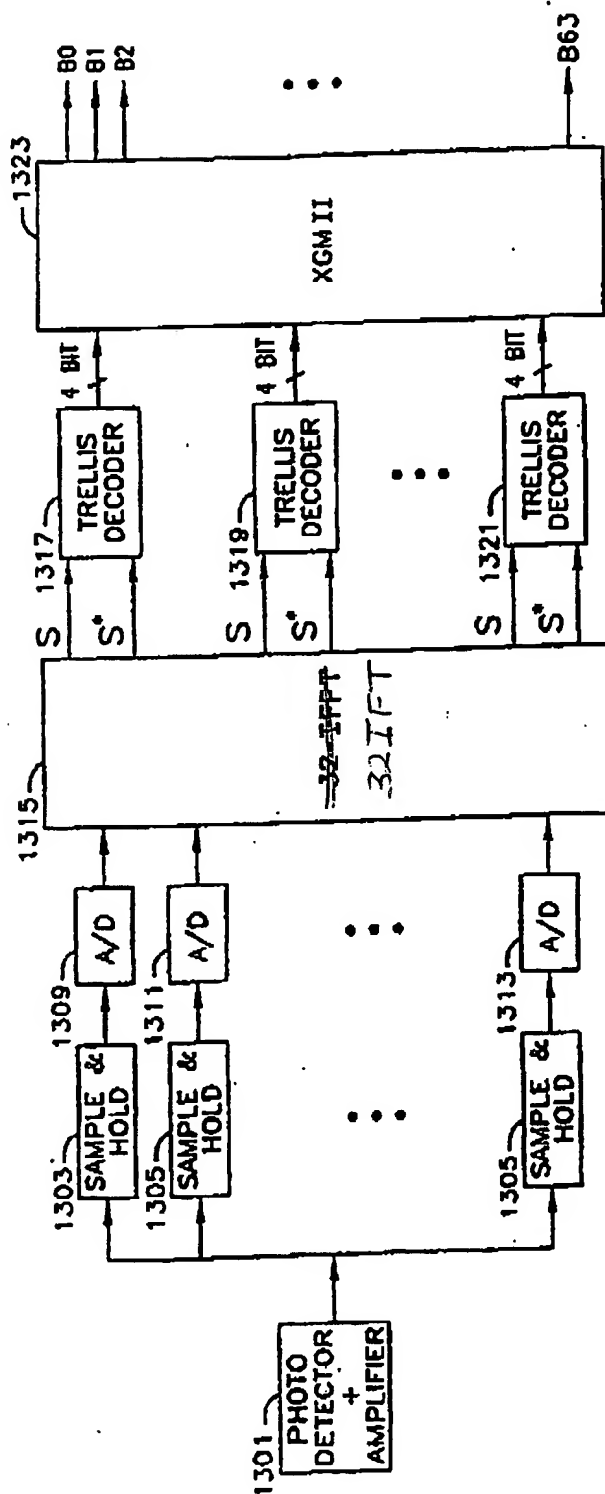 1301
PHOTO
DETECTOR
+
AMPLIFIER
1303
SAMPLE &
HOLD
1305
SAMPLE &
HOLD
1305
SAMPLE &
HOLD
1309
A/D
1311
A/D
1313
A/D
1315
32-IFFT
32IFT
S
S*
S
S*
S
S*
1317
TRELLIS
DECODER
1319
TRELLIS
DECODER
1321
TRELLIS
DECODER
4 BIT
4 BIT
4 BIT
1323
XGMII
B0
B1
B2
B63